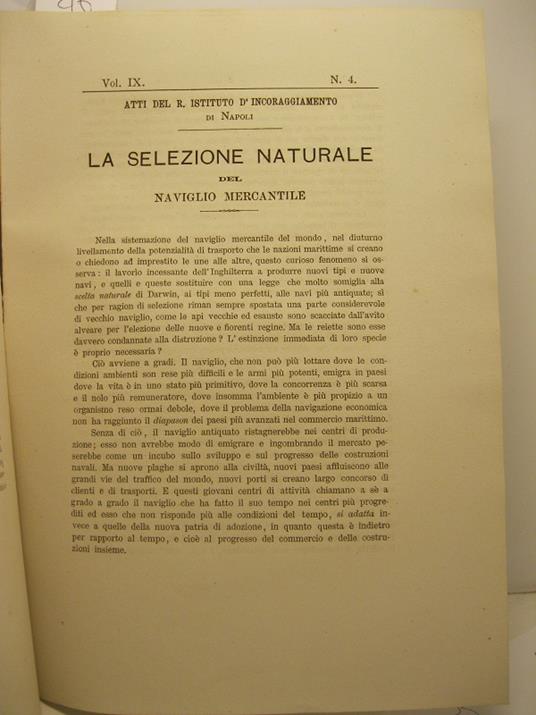 Vol. IX.
N. 4.
ATTI DEL R. ISTITUTO D' INCORAGGIAMENTO
DI NAPOLI
LA SELEZIONE NATURALE
DEL
NAVIGLIO MERCANTILE
Nella sistemazione del naviglio mercantile del mondo, nel diuturno
livellamento della potenzialità di trasporto che le nazioni marittime si creano
o chiedono ad imprestito le une alle altre, questo curioso fenomeno si os-
serva: il lavorìo incessante dell'Inghilterra a produrre nuovi tipi e nuove
navi, e quelli e queste sostituire con una legge che molto somiglia alla
scelta naturale di Darwin, ai tipi meno perfetti, alle navi più antiquate; sì
che per ragion di selezione riman sempre spostata una parte considerevole
di vecchio naviglio, come le api vecchie ed esauste sono scacciate dall'avito
alveare per l'elezione delle nuove e fiorenti regine. Ma le reiette sono esse
davvero condannate alla distruzione? L' estinzione immediata di loro specie
è proprio necessaria?
Ciò avviene a gradi. Il naviglio, che non può più lottare dove le con-
dizioni ambienti son rese più difficili e le armi più potenti, emigra in paesi
dove la vita è in uno stato più primitivo, dove la concorrenza è più scarsa
e il nolo più remuneratore, dove insomma l'ambiente è più propizio a un
organismo reso ormai debole, dove il problema della navigazione economica
non ha raggiunto il diapason dei paesi più avanzati nel commercio marittimo.
Senza di ciò, il naviglio antiquato ristagnerebbe nei centri di produ-
zione; esso non avrebbe modo di emigrare e ingombrando il mercato pe-
serebbe come un incubo sullo sviluppo e sul progresso delle costruzioni
navali. Ma nuove plaghe si aprono alla civiltà, nuovi paesi affluiscono alle
grandi vie del traffico del mondo, nuovi porti si creano largo concorso di
clienti e di trasporti. E questi giovani centri di attività chiamano a sè a
grado a grado il naviglio che ha fatto il suo tempo nei centri più progre-
diti ed esso che non risponde più alle condizioni del tempo, si adatta in-
vece a quelle della nuova patria di adozione, in quanto questa è indietro
per rapporto al tempo, e cioè al progresso del commercio e delle costru-
zioni insieme.